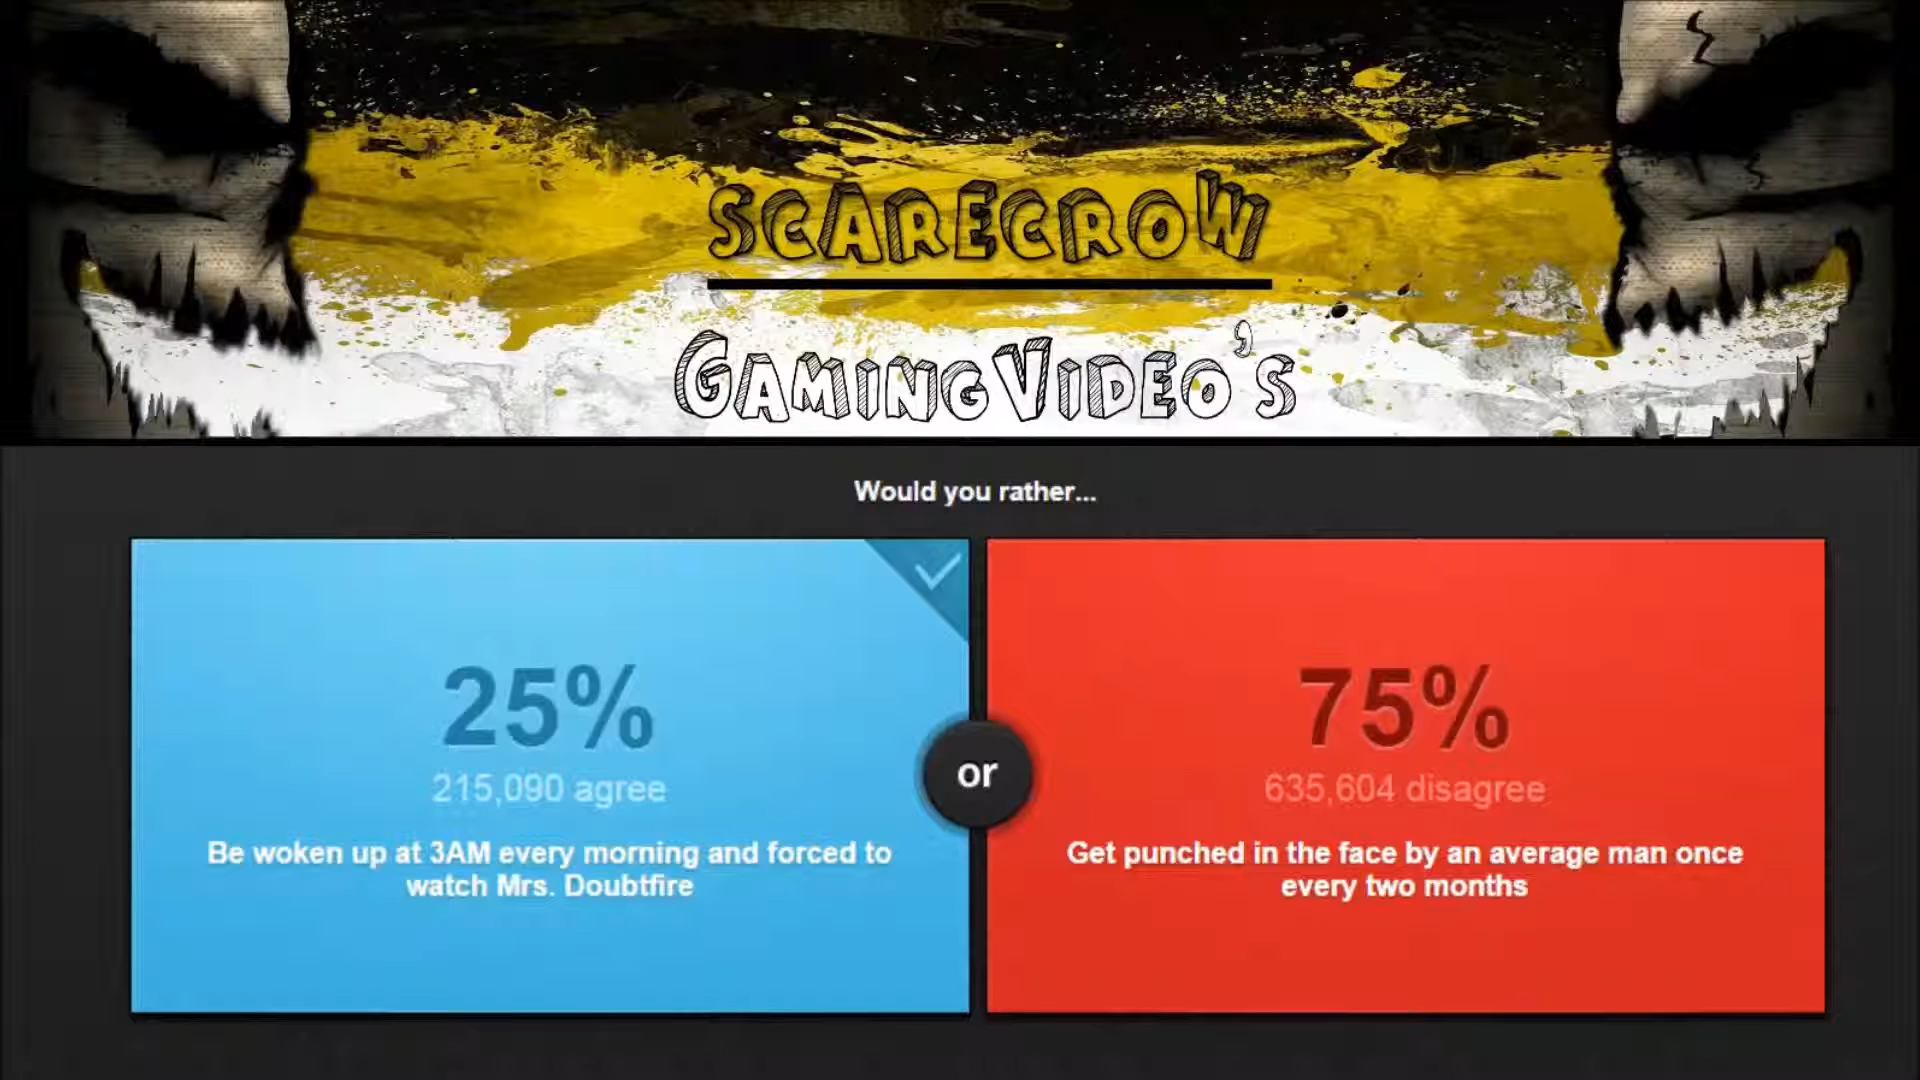 SCARECROW
GAMINGVIDEO'S
Would you rather...
25%
215,090 agree
Be woken up at 3AM every morning and forced to
watch Mrs. Doubtfire
or
75%
635,604 disagree
Get punched in the face by an average man once
every two months